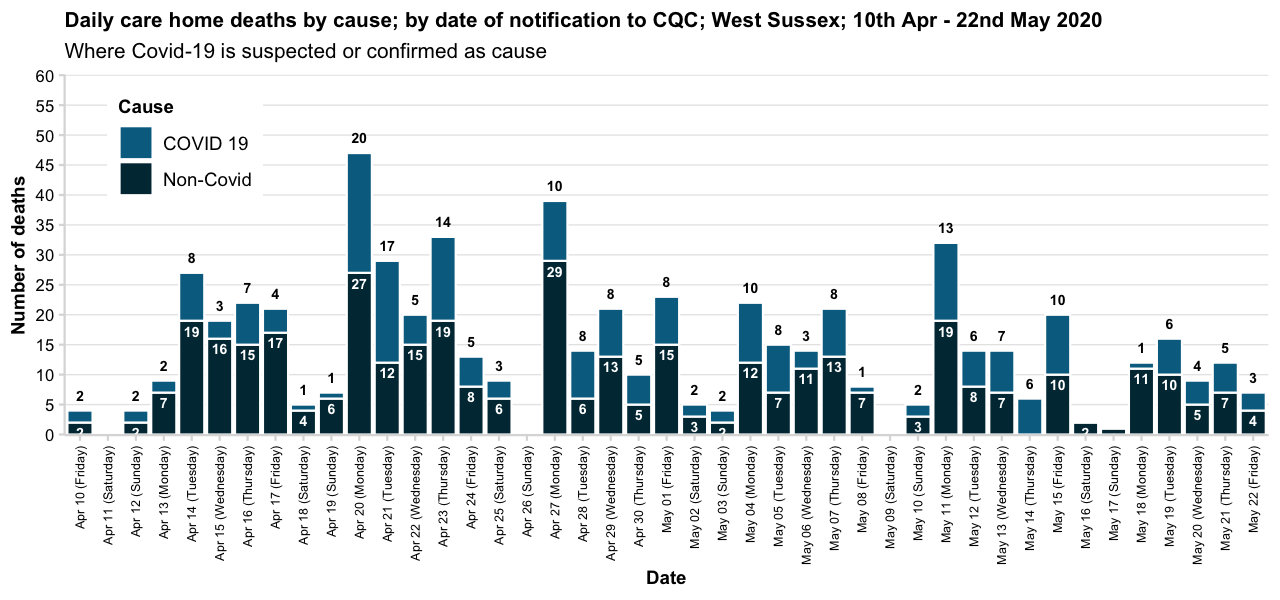 Daily care home deaths by cause; by date of notification to CQC; West Sussex; 10th Apr - 22nd May 2020
Where Covid-19 is suspected or confirmed as cause
Number of deaths
60
55
50
45
40
35
30
25
20
15
10
5
0
Cause
COVID 19
Non-Covid
2 2 2 8 3 7 4 1 1 20 17 5 14 5 3 10 8 8 5 8 2 2 10 8 3 8 1 2 13 6 7 6 10 1 6 4 5 3
2 2 7 19 16 15 17 4 6 27 12 15 19 8 6 29 6 13 5 15 3 2 12 7 11 13 7 3 19 8 7 10 2 11 10 5 7 4
Apr 10 (Friday)
Apr 11 (Saturday)
Apr 12 (Sunday)
Apr 13 (Monday)
Apr 14 (Tuesday)
Apr 15 (Wednesday)
Apr 16 (Thursday)
Apr 17 (Friday)
Apr 18 (Saturday)
Apr 19 (Sunday)
Apr 20 (Monday)
Apr 21 (Tuesday)
Apr 22 (Wednesday)
Apr 23 (Thursday)
Apr 24 (Friday)
Apr 25 (Saturday)
Apr 26 (Sunday)
Apr 27 (Monday)
Apr 28 (Tuesday)
Apr 29 (Wednesday)
Apr 30 (Thursday)
May 01 (Friday)
May 02 (Saturday)
May 03 (Sunday)
May 04 (Monday)
May 05 (Tuesday)
May 06 (Wednesday)
May 07 (Thursday)
May 08 (Friday)
May 09 (Saturday)
May 10 (Sunday)
May 11 (Monday)
May 12 (Tuesday)
May 13 (Wednesday)
May 14 (Thursday)
May 15 (Friday)
May 16 (Saturday)
May 17 (Sunday)
May 18 (Monday)
May 19 (Tuesday)
May 20 (Wednesday)
May 21 (Thursday)
May 22 (Friday)
Date